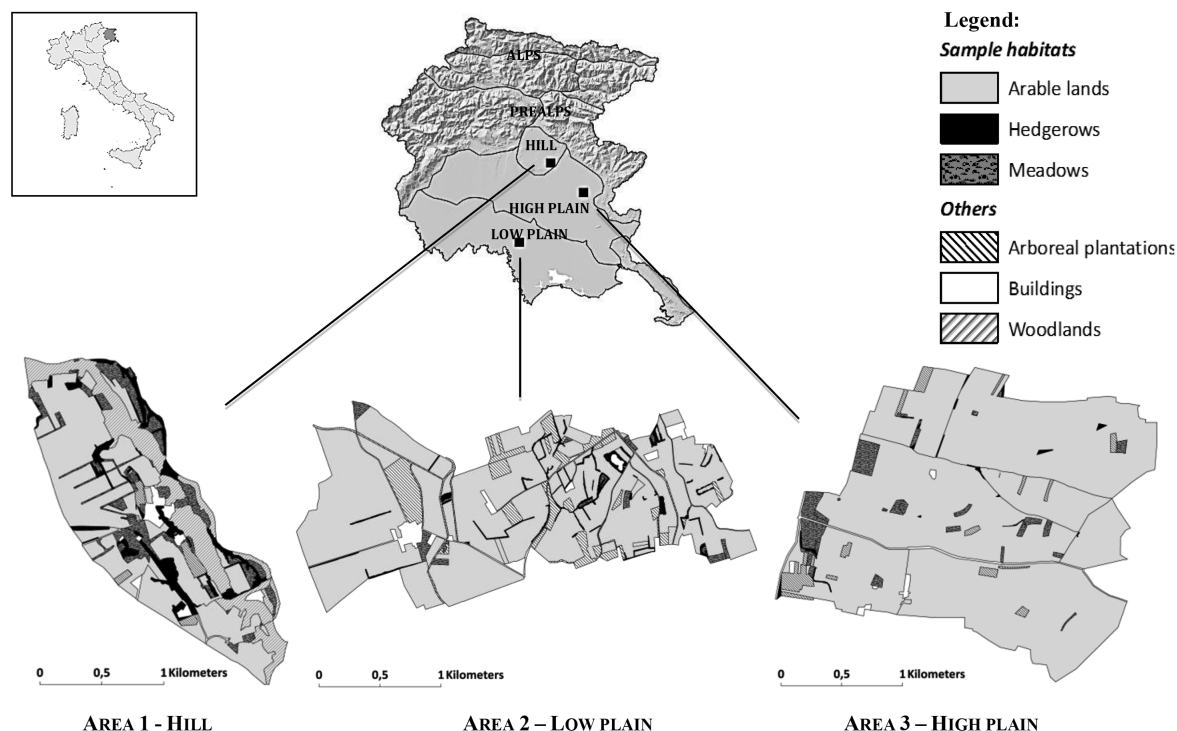 Legend:
Sample habitats
Arable lands
Hedgerows
Meadows
Others
Arboreal plantations
Buildings
Woodlands
ALPS
PREALPS
HILL
HIGH PLAIN
LOW PLAIN
0 0,5 1 Kilometers
0 0,5 1 Kilometers
0 0,5 1 Kilometers
AREA 1 - HILL
AREA 2 – LOW PLAIN
AREA 3 – HIGH PLAIN